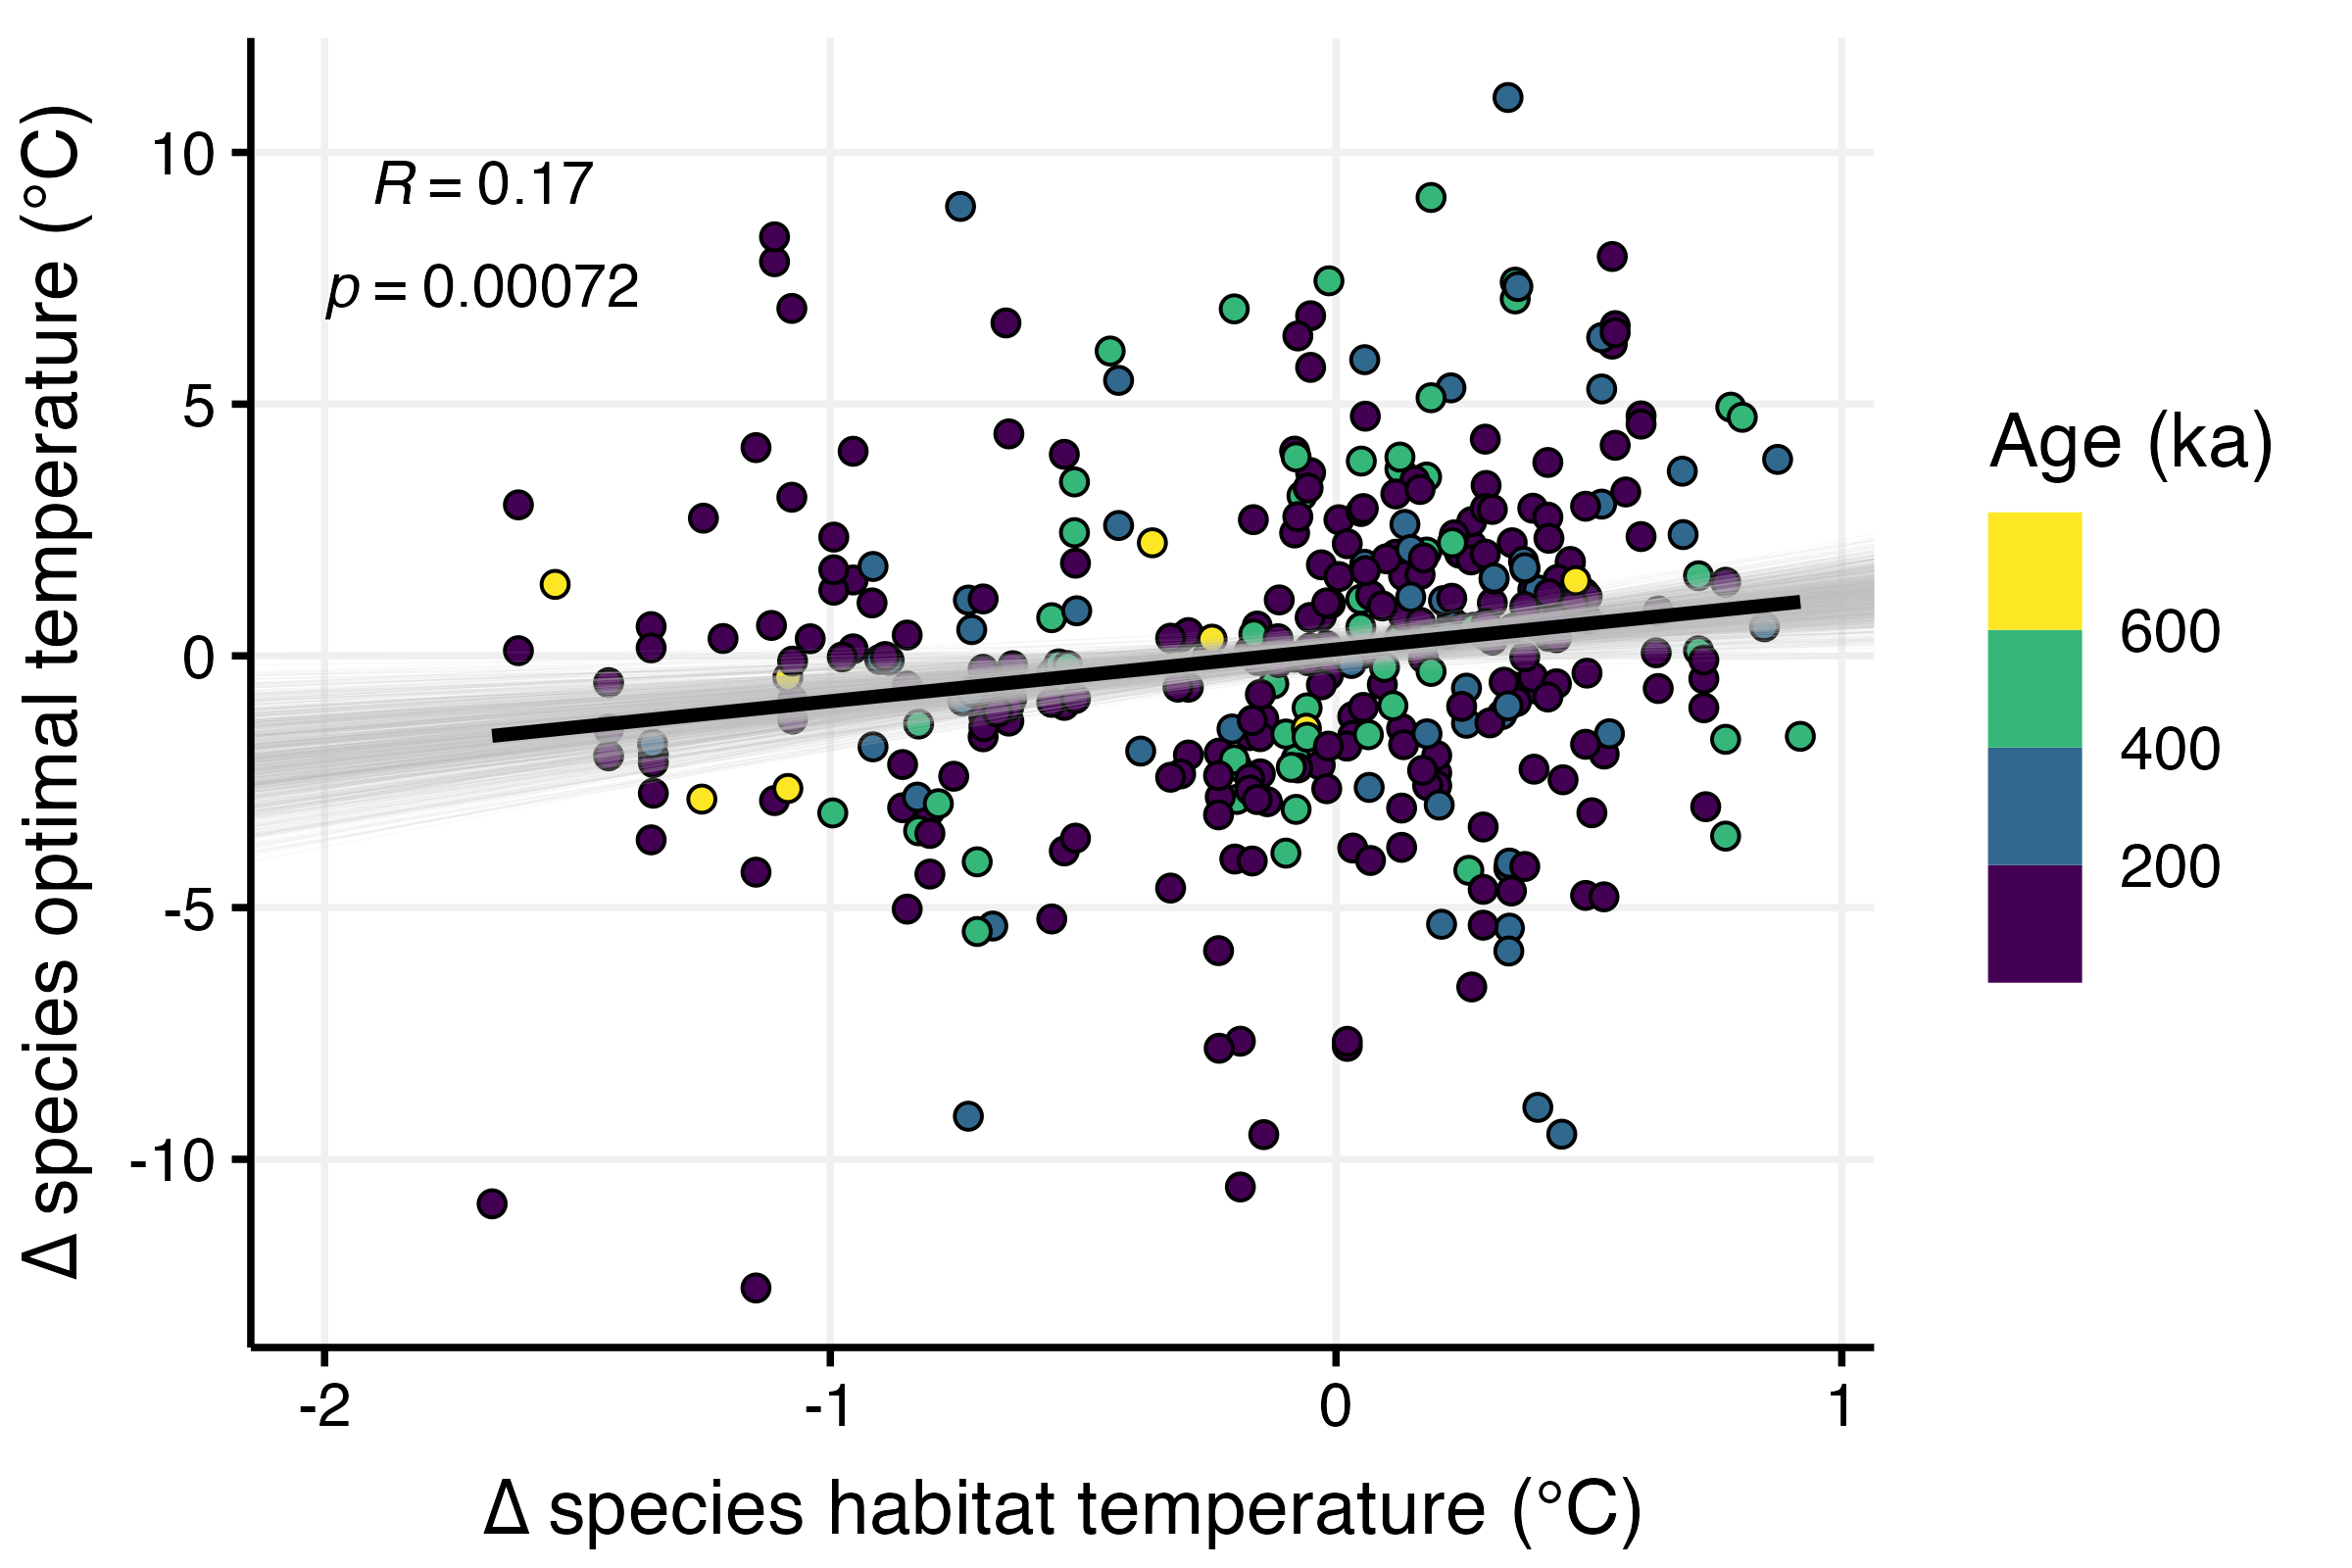 R = 0.17
p = 0.00072
10
5
0
-5
-10
-2
-1
0
1
Δ species optimal temperature (°C)
Δ species habitat temperature (°C)
Age (ka)
600
400
200